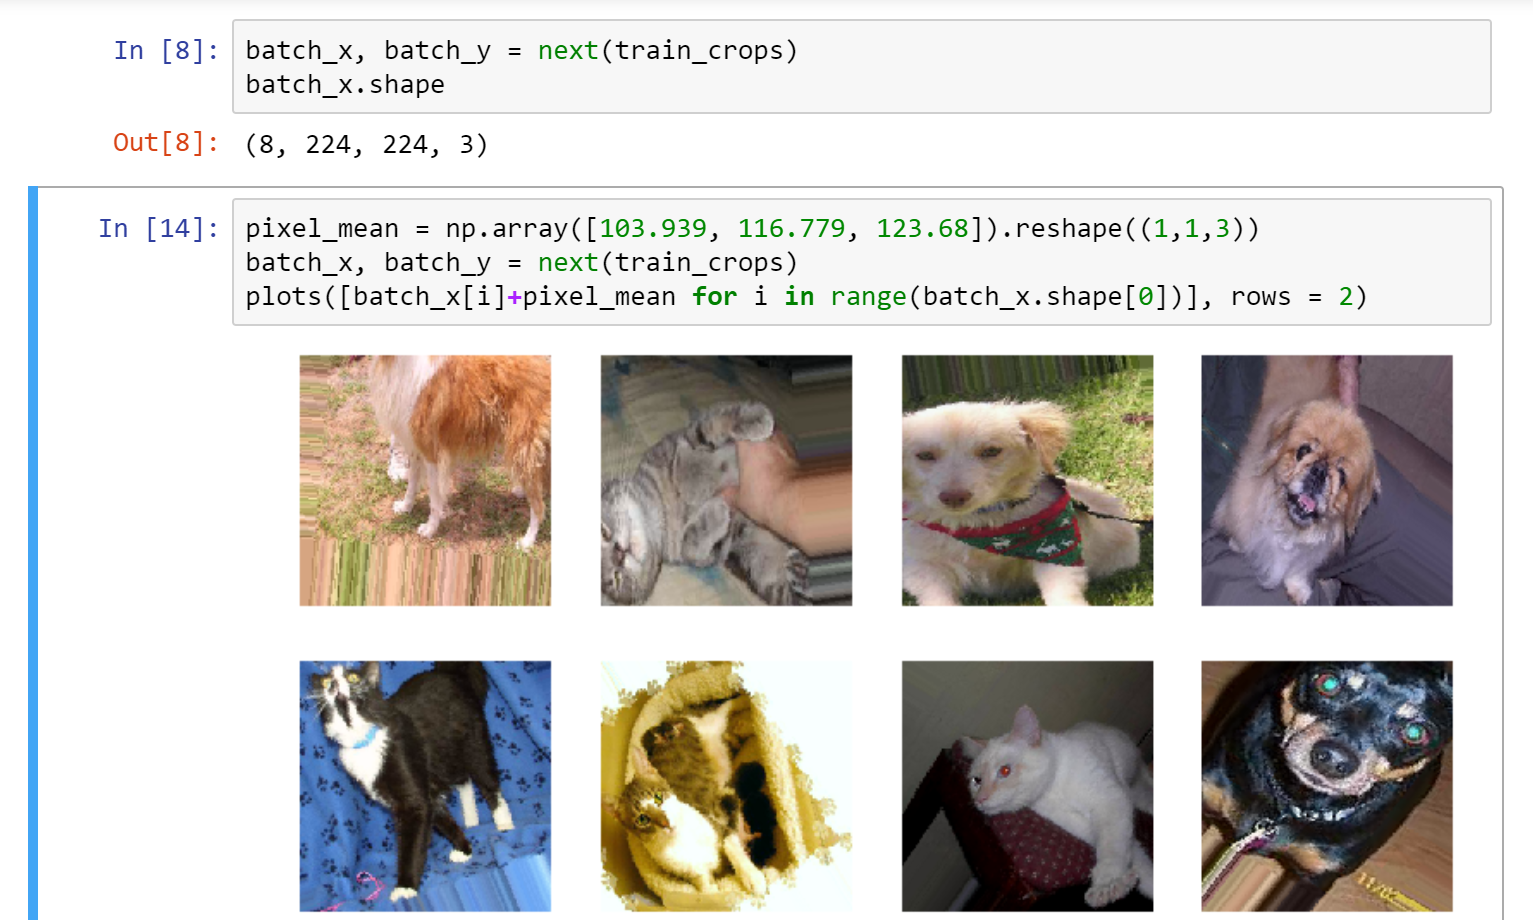 In [8]:
batch_x, batch_y = next(train_crops)
batch_x.shape
Out[8]:
(8, 224, 224, 3)
In [14]:
pixel_mean = np.array([103.939, 116.779, 123.68]).reshape((1,1,3))
batch_x, batch_y = next(train_crops)
plots([batch_x[i]+pixel_mean for i in range(batch_x.shape[0])], rows = 2)